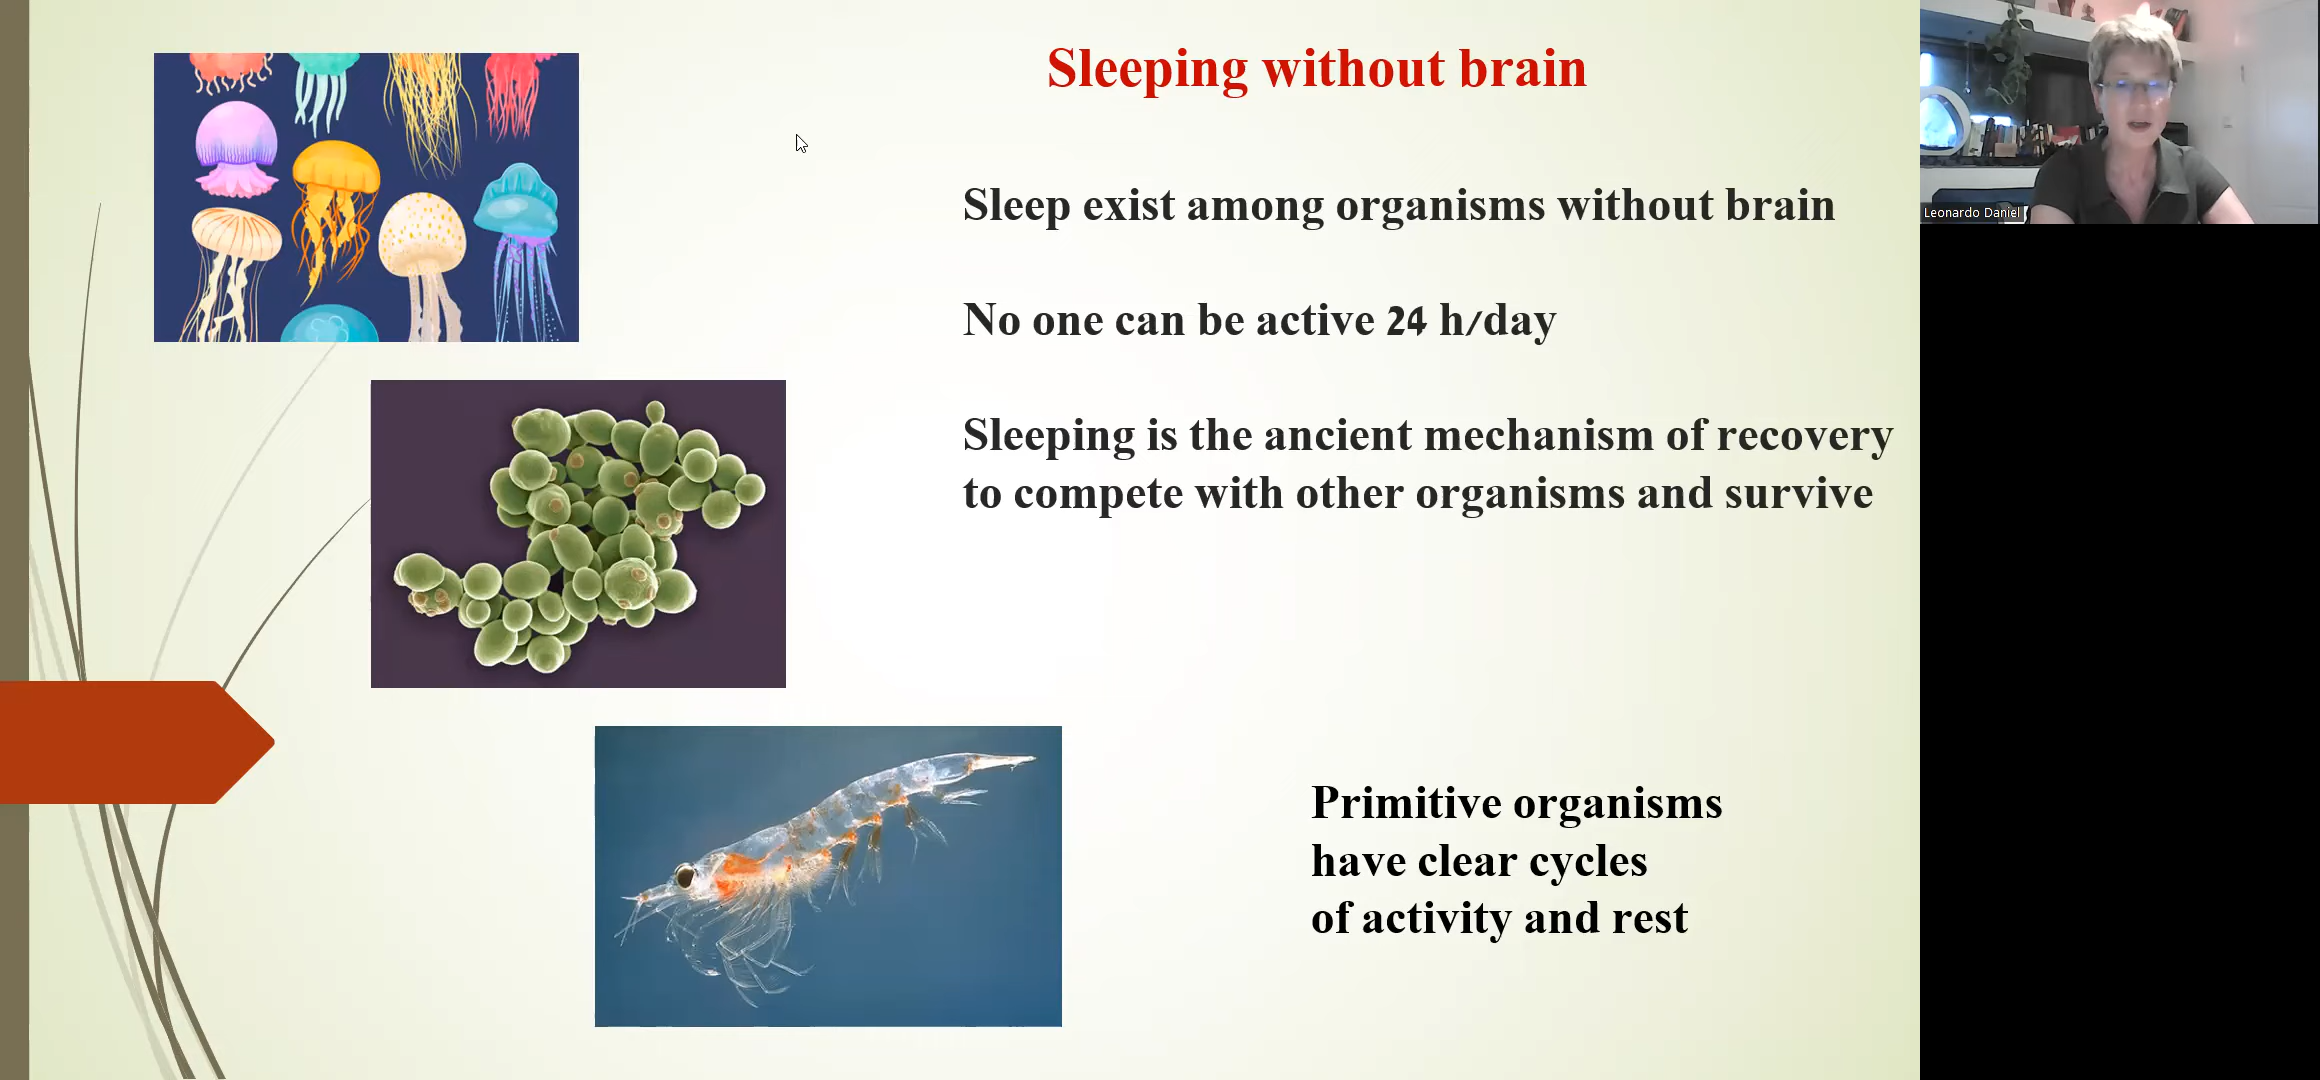 Sleeping without brain
Sleep exist among organisms without brain
No one can be active 24 h/day
Sleeping is the ancient mechanism of recovery
to compete with other organisms and survive
Primitive organisms
have clear cycles
of activity and rest
Leonardo Daniel